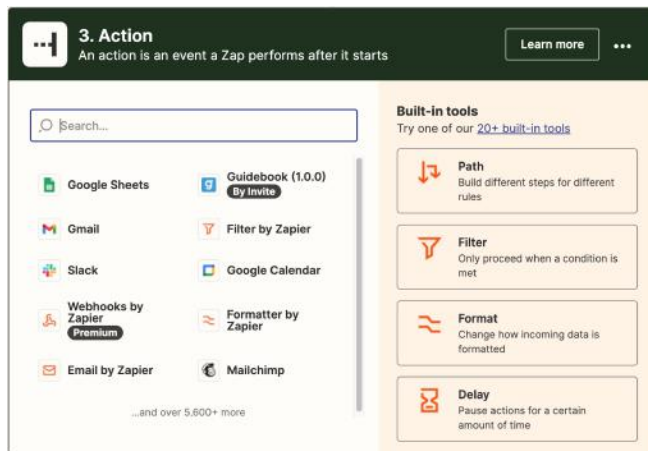 3. Action
An action is an event a Zap performs after it starts
Learn more
Search...
Google Sheets
Guidebook (1.0.0)
By Invite
Gmail
Filter by Zapier
Slack
Google Calendar
Webhooks by
Zapier
Premium
Formatter by
Zapier
Email by Zapier
Mailchimp
...and over 5,600+ more
Built-in tools
Try one of our 20+ built-in tools
Path
Build different steps for different
rules
Filter
Only proceed when a condition is
met
Format
Change how incoming data is
formatted
Delay
Pause actions for a certain
amount of time